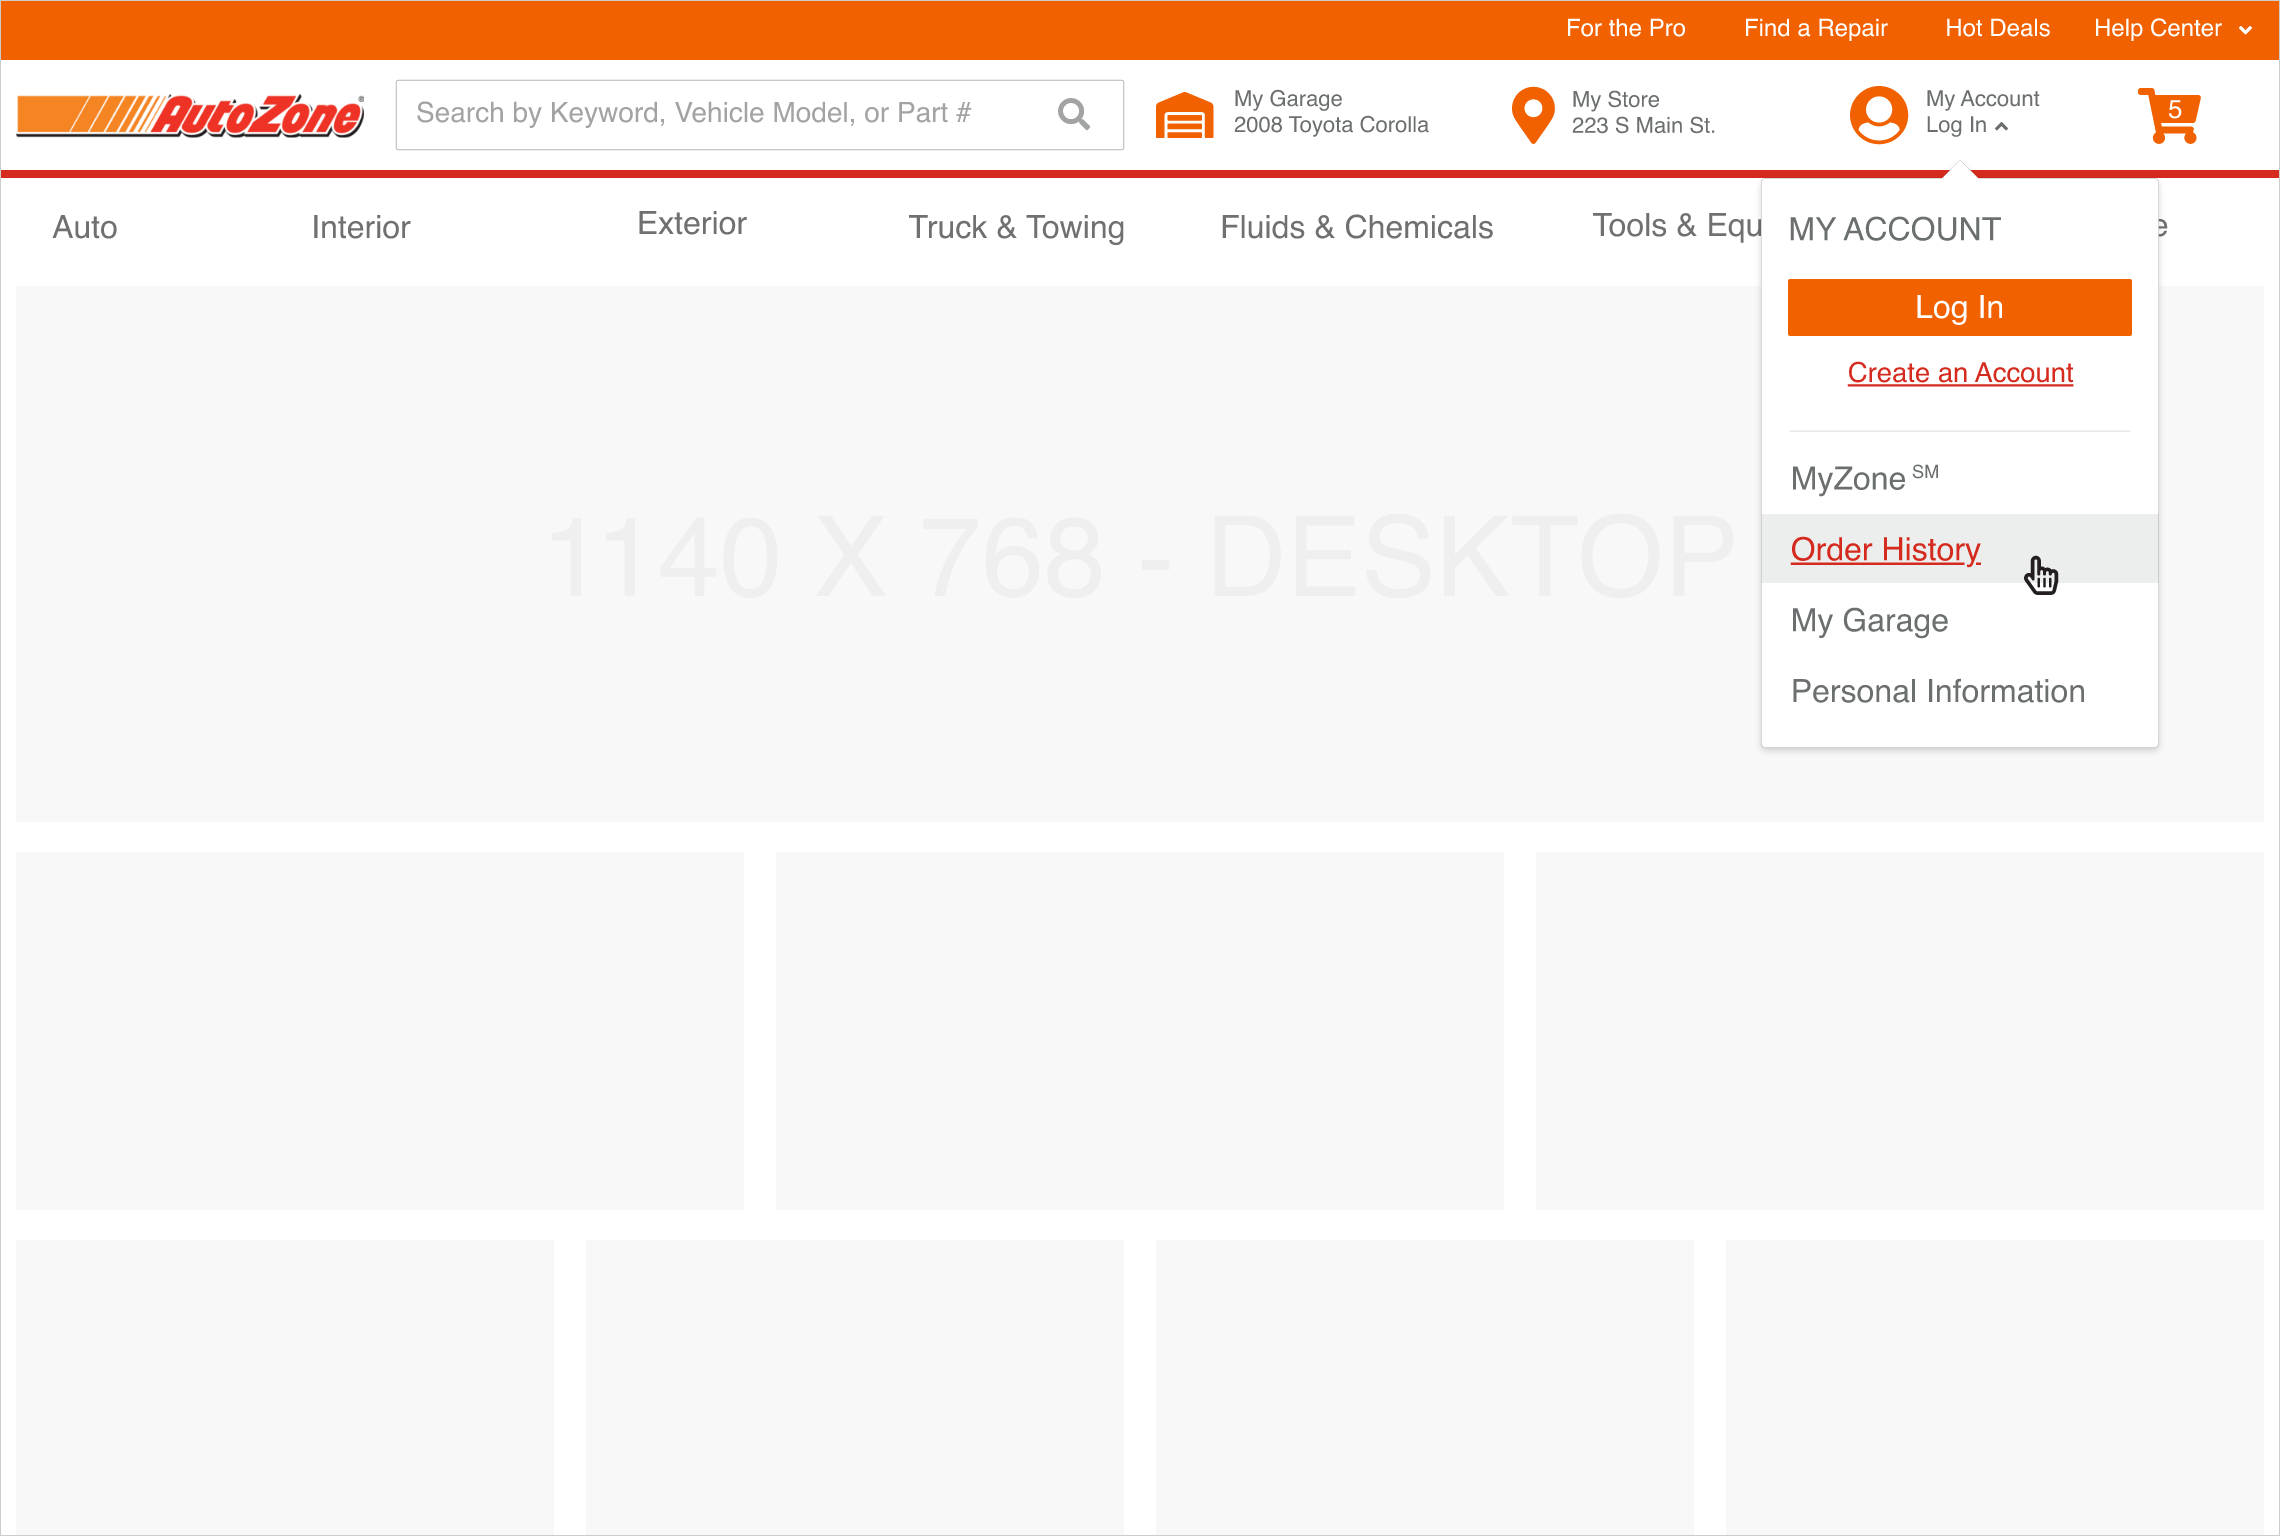 For the Pro Find a Repair Hot Deals Help Center
AutoZone®
Search by Keyword, Vehicle Model, or Part #
My Garage
2008 Toyota Corolla
My Store
223 S Main St.
My Account
Log In
5
Auto Interior Exterior Truck & Towing Fluids & Chemicals Tools & Equ
MY ACCOUNT
Log In
Create an Account
MyZone SM
Order History
My Garage
Personal Information
1140 X 768 - DESKTOP